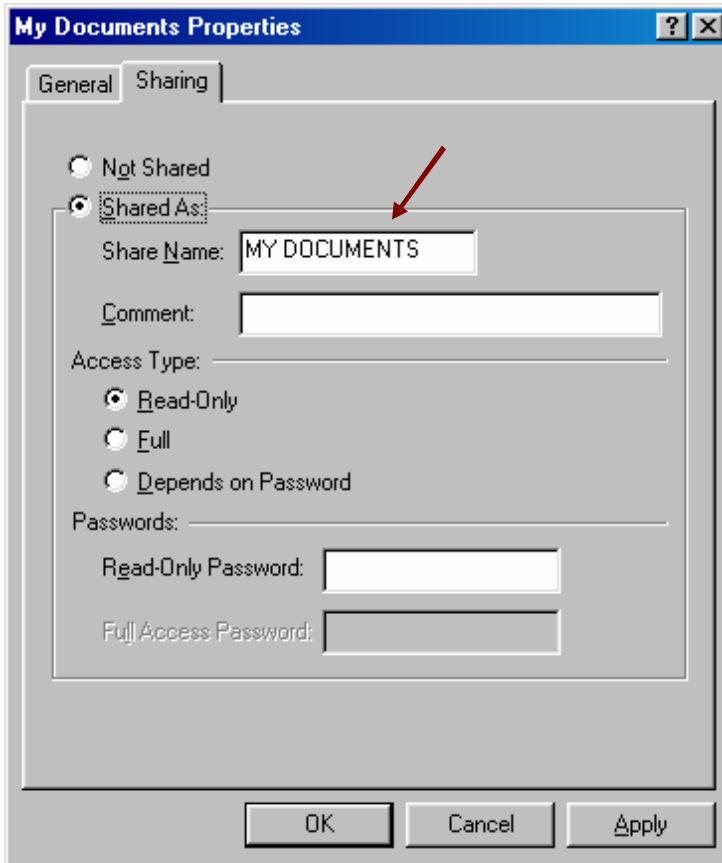 My Documents Properties ? X
General Sharing
Not Shared
Shared As:
Share Name: MY DOCUMENTS
Comment:
Access Type:
Read-Only
Full
Depends on Password
Passwords:
Read-Only Password:
Full Access Password:
OK Cancel Apply